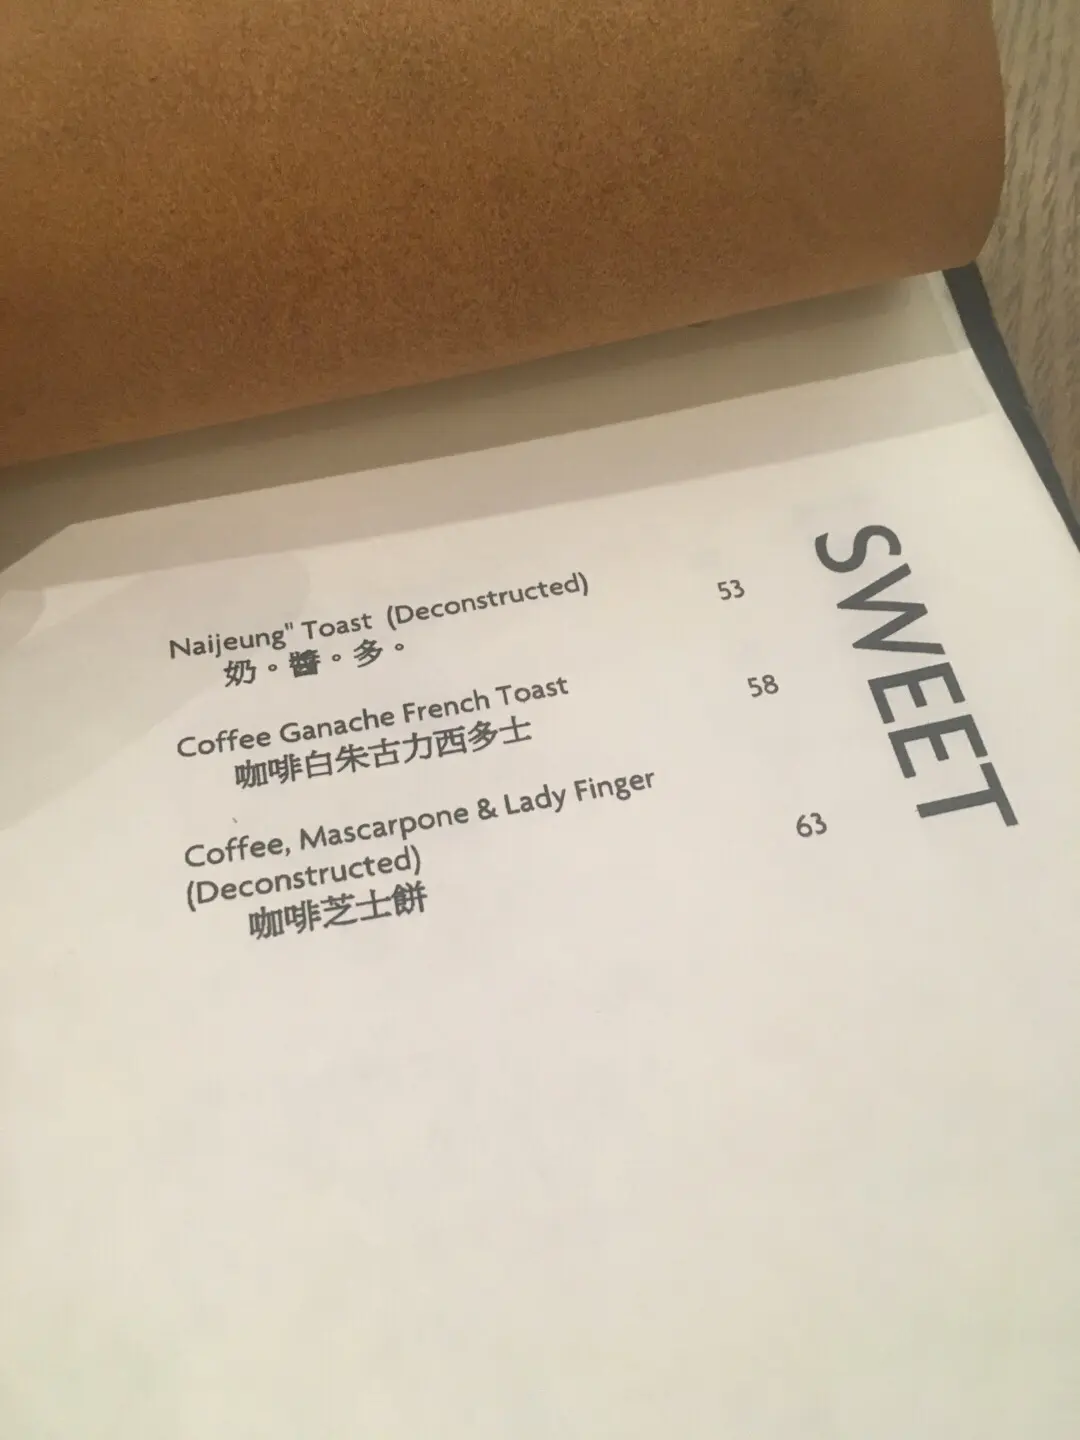 SWEET
Naijeung" Toast (Deconstructed) 53
奶。醬。多。
Coffee Ganache French Toast 58
咖啡白朱古力西多士
Coffee, Mascarpone & Lady Finger
(Deconstructed) 63
咖啡芝士餅